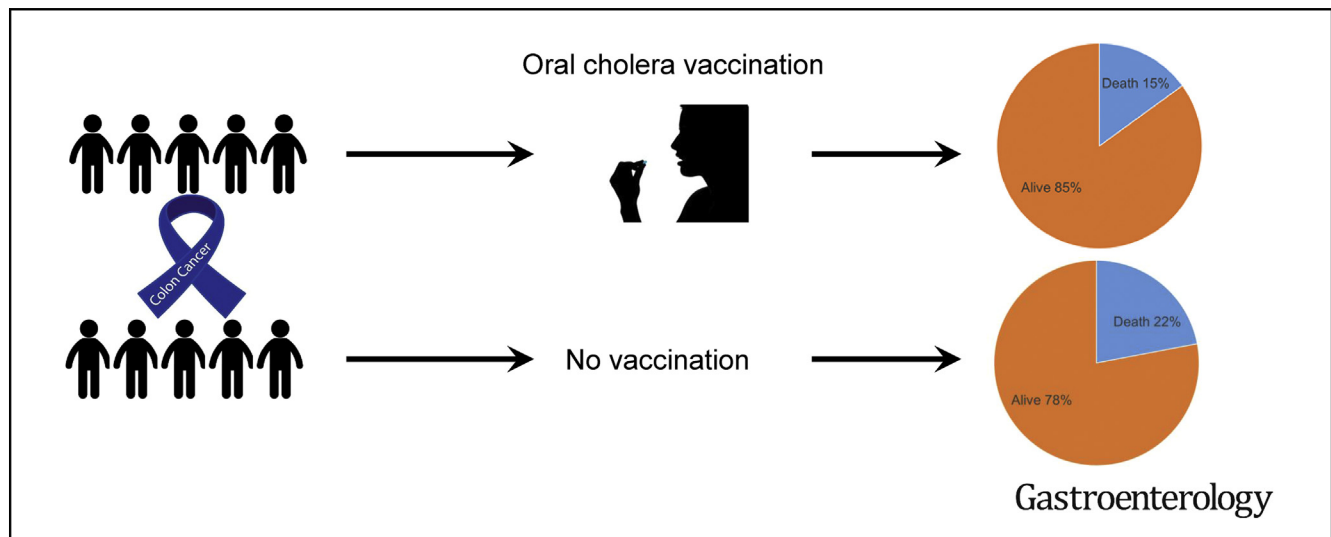 Oral cholera vaccination
Death 15%
Alive 85%
Colon Cancer
No vaccination
Death 22%
Alive 78%
Gastroenterology